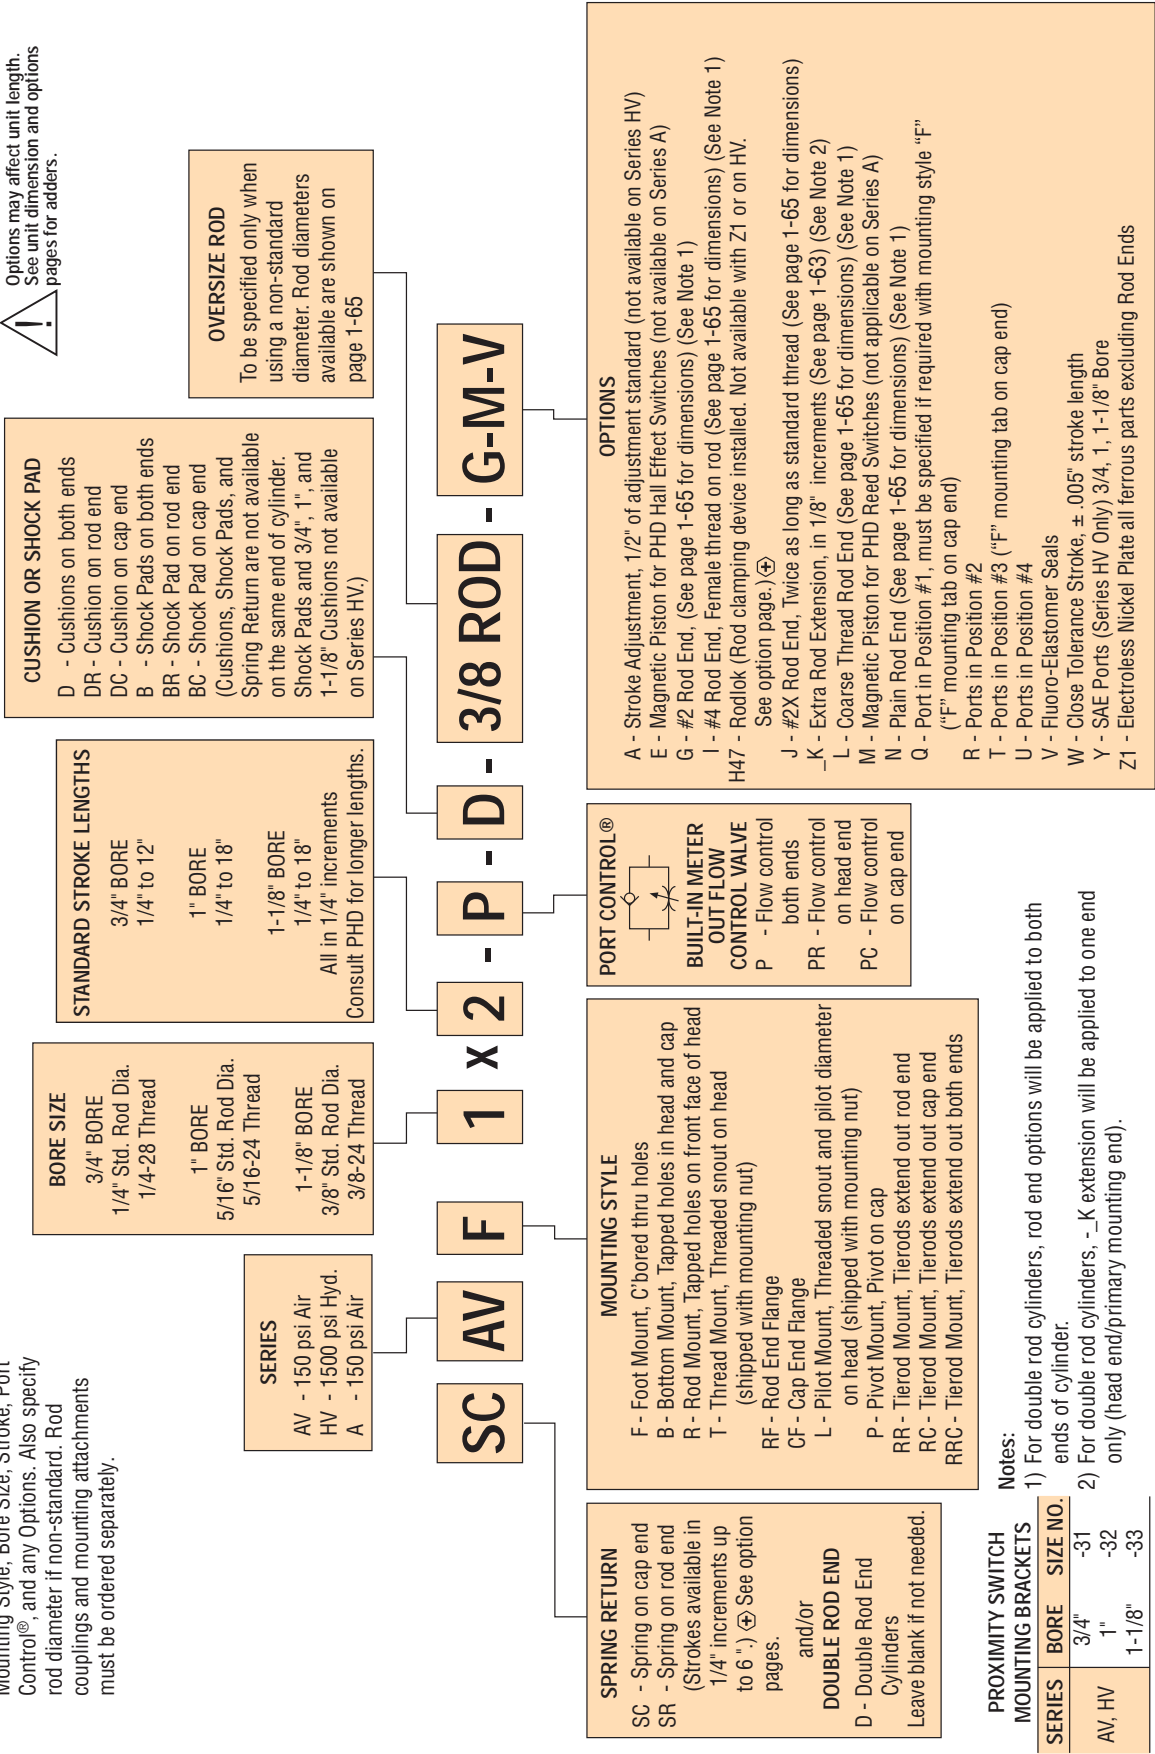 Mounting Style, Bore Size, Stroke, Port
Control®, and any Options. Also specify
rod diameter if non-standard. Rod
couplings and mounting attachments
must be ordered separately.
Options may affect unit length.
See unit dimension and options
pages for adders.
SERIES
AV - 150 psi Air
HV - 1500 psi Hyd.
A - 150 psi Air
BORE SIZE
3/4" BORE
1/4" Std. Rod Dia.
1/4-28 Thread
1" BORE
5/16" Std. Rod Dia.
5/16-24 Thread
1-1/8" BORE
3/8" Std. Rod Dia.
3/8-24 Thread
STANDARD STROKE LENGTHS
3/4" BORE
1/4" to 12"
1" BORE
1/4" to 18"
1-1/8" BORE
1/4" to 18"
All in 1/4" increments
Consult PHD for longer lengths.
CUSHION OR SHOCK PAD
D - Cushions on both ends
DR - Cushion on rod end
DC - Cushion on cap end
B - Shock Pads on both ends
BR - Shock Pad on rod end
BC - Shock Pad on cap end
(Cushions, Shock Pads, and
Spring Return are not available
on the same end of cylinder.
Shock Pads and 3/4", 1", and
1-1/8" Cushions not available
on Series HV.)
OVERSIZE ROD
To be specified only when
using a non-standard
diameter. Rod diameters
available are shown on
page 1-65
SC AV F 1 x 2 - P - D - 3/8 ROD - G-M-V
SPRING RETURN
SC - Spring on cap end
SR - Spring on rod end
(Strokes available in
1/4" increments up
to 6 ".) ⊕ See option
pages.
and/or
DOUBLE ROD END
D - Double Rod End
Cylinders
Leave blank if not needed.
MOUNTING STYLE
F - Foot Mount, C'bored thru holes
B - Bottom Mount, Tapped holes in head and cap
R - Rod Mount, Tapped holes on front face of head
T - Thread Mount, Threaded snout on head
(shipped with mounting nut)
RF - Rod End Flange
CF - Cap End Flange
L - Pilot Mount, Threaded snout and pilot diameter
on head (shipped with mounting nut)
P - Pivot Mount, Pivot on cap
RR - Tierod Mount, Tierods extend out rod end
RC - Tierod Mount, Tierods extend out cap end
RRC - Tierod Mount, Tierods extend out both ends
PORT CONTROL®
BUILT-IN METER
OUT FLOW
CONTROL VALVE
P - Flow control
both ends
PR - Flow control
on head end
PC - Flow control
on cap end
OPTIONS
A - Stroke Adjustment, 1/2" of adjustment standard (not available on Series HV)
E - Magnetic Piston for PHD Hall Effect Switches (not available on Series A)
G - #2 Rod End, (See page 1-65 for dimensions) (See Note 1)
I - #4 Rod End, Female thread on rod (See page 1-65 for dimensions) (See Note 1)
H47 - Rodlok (Rod clamping device installed. Not available with Z1 or on HV.
See option page.) ⊕
J - #2X Rod End, Twice as long as standard thread (See page 1-65 for dimensions)
_K - Extra Rod Extension, in 1/8" increments (See page 1-63) (See Note 2)
L - Coarse Thread Rod End (See page 1-65 for dimensions) (See Note 1)
M - Magnetic Piston for PHD Reed Switches (not applicable on Series A)
N - Plain Rod End (See page 1-65 for dimensions) (See Note 1)
Q - Port in Position #1, must be specified if required with mounting style “F”
(“F” mounting tab on cap end)
R - Ports in Position #2
T - Ports in Position #3 (“F” mounting tab on cap end)
U - Ports in Position #4
V - Fluoro-Elastomer Seals
W - Close Tolerance Stroke, ± .005" stroke length
Y - SAE Ports (Series HV Only) 3/4, 1, 1-1/8" Bore
Z1 - Electroless Nickel Plate all ferrous parts excluding Rod Ends
PROXIMITY SWITCH
MOUNTING BRACKETS
SERIES BORE SIZE NO.
3/4" -31
AV, HV 1" -32
1-1/8" -33
Notes:
1) For double rod cylinders, rod end options will be applied to both
ends of cylinder.
2) For double rod cylinders, -_K extension will be applied to one end
only (head end/primary mounting end).